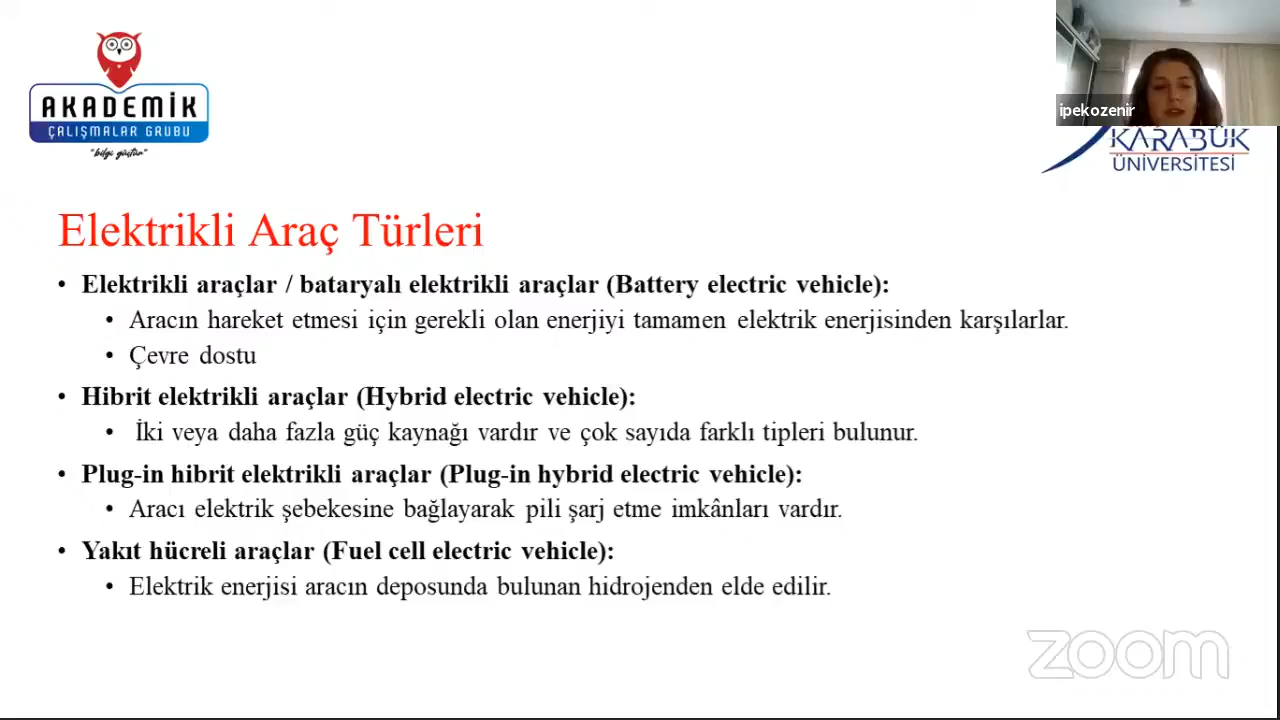 AKADEMİK
ÇALIŞMALAR GRUBU
"bilgi güçtür"
ipekozenir
KARABÜK
ÜNİVERSİTESİ
Elektrikli Araç Türleri
• Elektrikli araçlar / bataryalı elektrikli araçlar (Battery electric vehicle):
• Aracın hareket etmesi için gerekli olan enerjiyi tamamen elektrik enerjisinden karşılarlar.
• Çevre dostu
• Hibrit elektrikli araçlar (Hybrid electric vehicle):
• İki veya daha fazla güç kaynağı vardır ve çok sayıda farklı tipleri bulunur.
• Plug-in hibrit elektrikli araçlar (Plug-in hybrid electric vehicle):
• Aracı elektrik şebekesine bağlayarak pili şarj etme imkânları vardır.
• Yakıt hücreli araçlar (Fuel cell electric vehicle):
• Elektrik enerjisi aracın deposunda bulunan hidrojenden elde edilir.
zoom